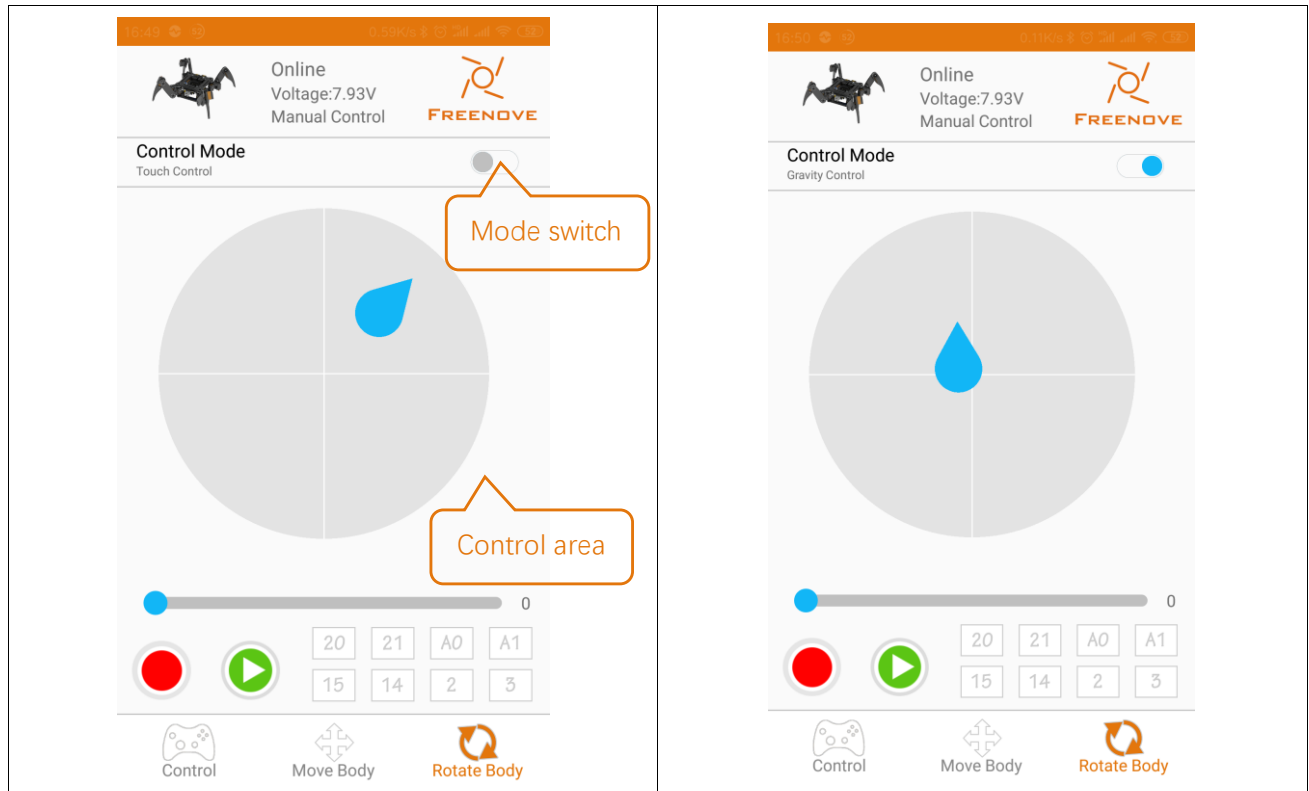 16:49 0.59K/s
Online
Voltage:7.93V
Manual Control
FREENOVE
Control Mode
Touch Control
Mode switch
Control area
0
20 21 A0 A1
15 14 2 3
Control Move Body Rotate Body
16:50 0.11K/s
Online
Voltage:7.93V
Manual Control
FREENOVE
Control Mode
Gravity Control
0
20 21 A0 A1
15 14 2 3
Control Move Body Rotate Body